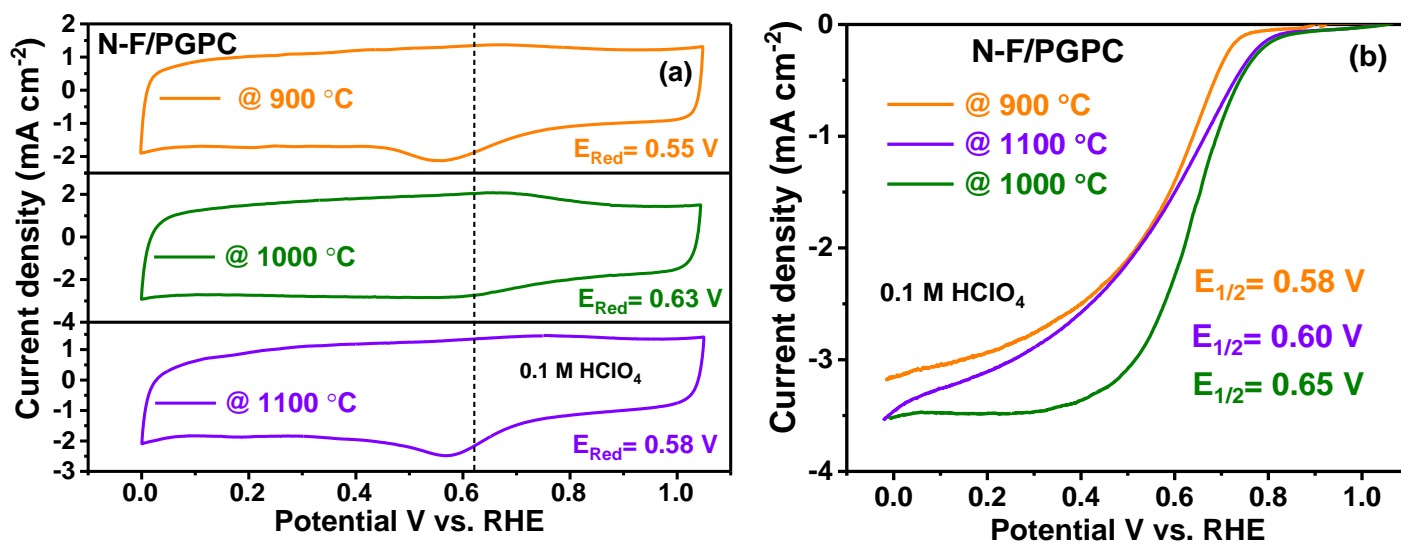 N-F/PGPC
(a)
@ 900 °C
E_Red= 0.55 V
2
1
0
-1
-2
@ 1000 °C
E_Red= 0.63 V
2
0
-2
-4
0.1 M HClO4
@ 1100 °C
E_Red= 0.58 V
1
0
-1
-2
-3
0.0 0.2 0.4 0.6 0.8 1.0
Potential V vs. RHE
Current density (mA cm-2)
N-F/PGPC
(b)
@ 900 °C
@ 1100 °C
@ 1000 °C
0.1 M HClO4
E1/2= 0.58 V
E1/2= 0.60 V
E1/2= 0.65 V
0
-1
-2
-3
-4
0.0 0.2 0.4 0.6 0.8 1.0
Potential V vs. RHE
Current density (mA cm-2)